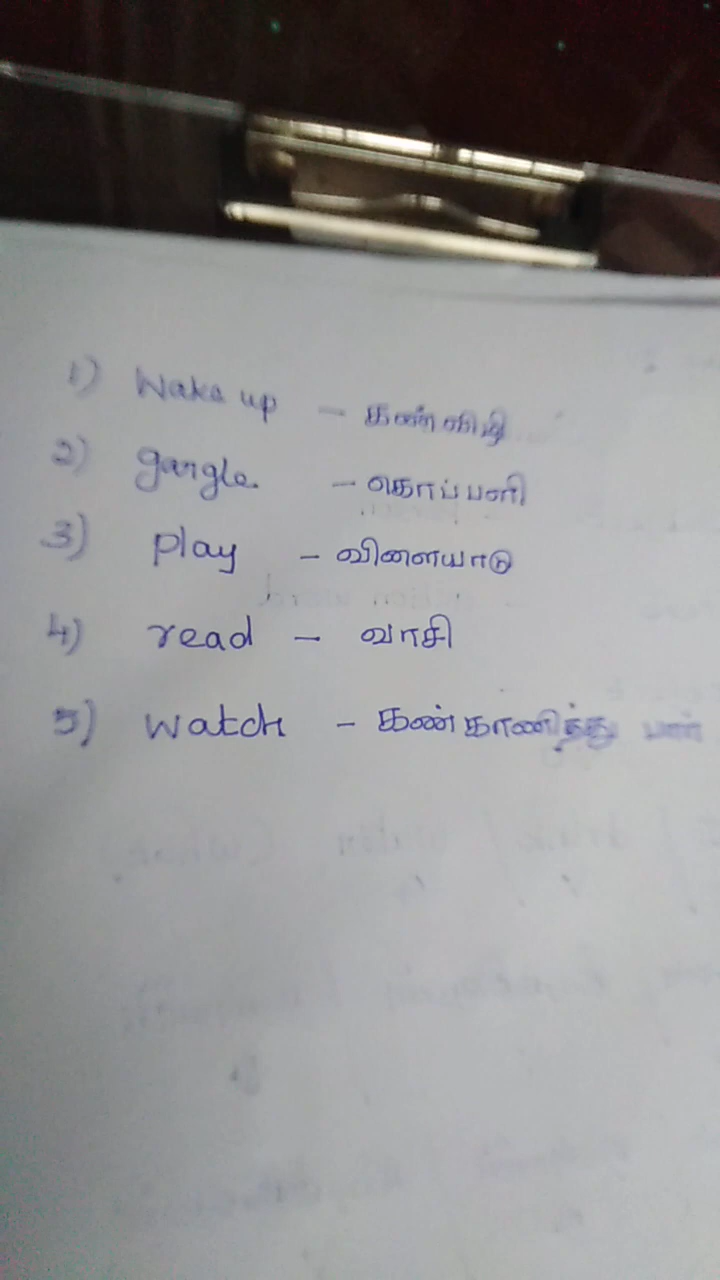 1) Wake up - கண்விழி
2) gargle - கொப்பளி
3) play - விளையாடு
4) read - வாசி
5) watch - கண்காணித்து